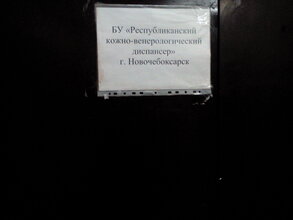 БУ «Республиканский
кожно-венерологический
диспансер»
г. Новочебоксарск